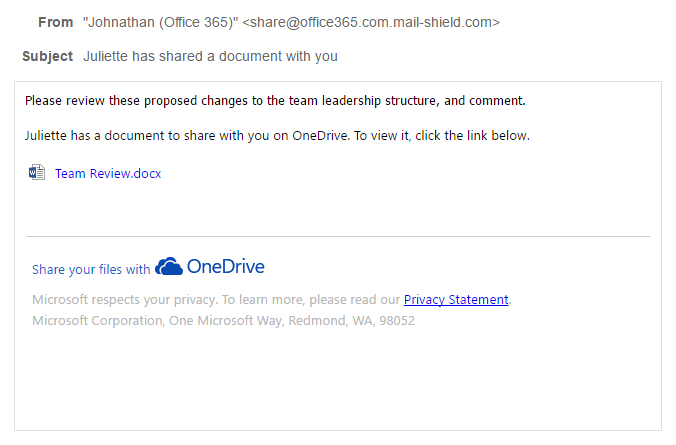 From "Johnathan (Office 365)" <share@office365.com.mail-shield.com>
Subject Juliette has shared a document with you
Please review these proposed changes to the team leadership structure, and comment.
Juliette has a document to share with you on OneDrive. To view it, click the link below.
Team Review.docx
Share your files with OneDrive
Microsoft respects your privacy. To learn more, please read our Privacy Statement.
Microsoft Corporation, One Microsoft Way, Redmond, WA, 98052